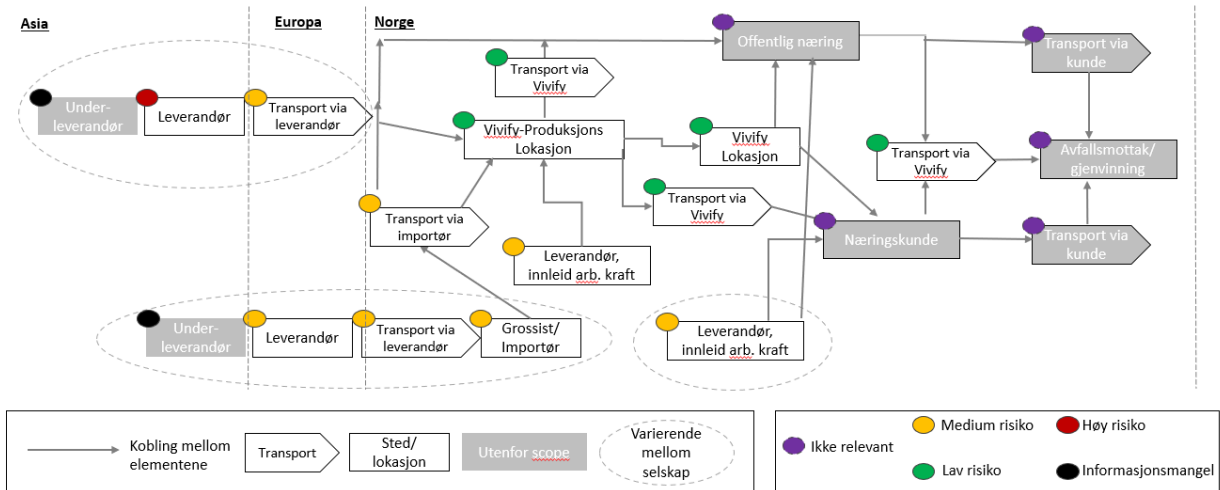 Asia
Europa
Norge
Offentlig næring
Transport via
kunde
Transport via
Vivify
Under-
leverandør
Leverandør
Transport via
leverandør
Vivify-Produksjons
Lokasjon
Vivify
Lokasjon
Transport via
Vivify
Avfallsmottak/
gjenvinning
Transport via
Vivify
Transport via
importør
Næringskunde
Transport via
kunde
Leverandør,
innleid arb. kraft
Under-
leverandør
Leverandør
Transport via
leverandør
Grossist/
Importør
Leverandør,
innleid arb. kraft
Kobling mellom
elementene
Transport
Sted/
lokasjon
Utenfor scope
Varierende
mellom
selskap
Ikke relevant
Medium risiko
Høy risiko
Lav risiko
Informasjonsmangel